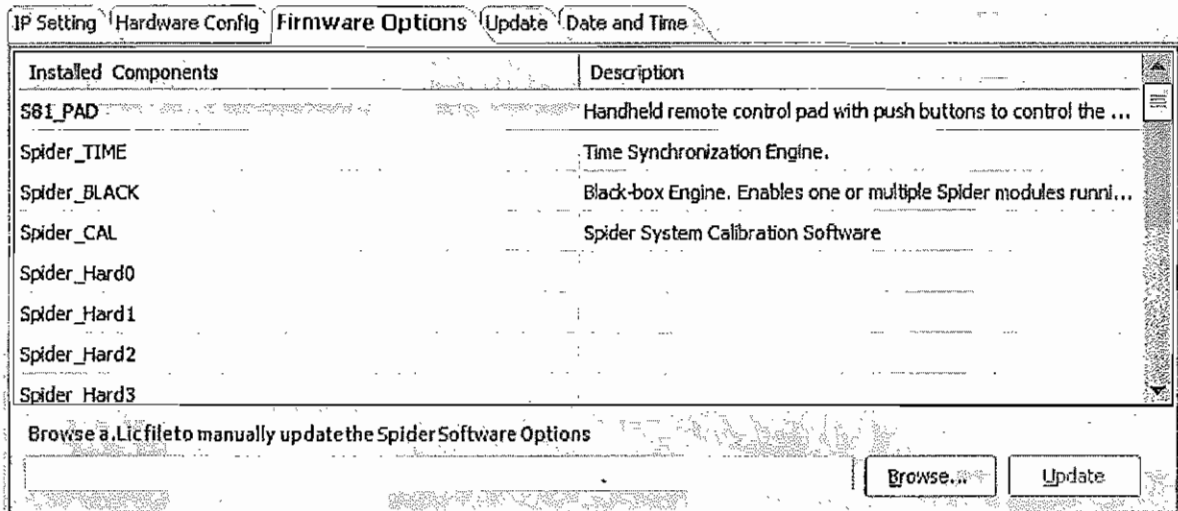 IP Setting Hardware Config Firmware Options Update Date and Time
Installed Components Description
S81_PAD Handheld remote control pad with push buttons to control the ...
Spider_TIME Time Synchronization Engine.
Spider_BLACK Black-box Engine. Enables one or multiple Spider modules runni...
Spider_CAL Spider System Calibration Software
Spider_Hard0
Spider_Hard1
Spider_Hard2
Spider_Hard3
Browse a .Lic file to manually update the Spider Software Options
Browse... Update